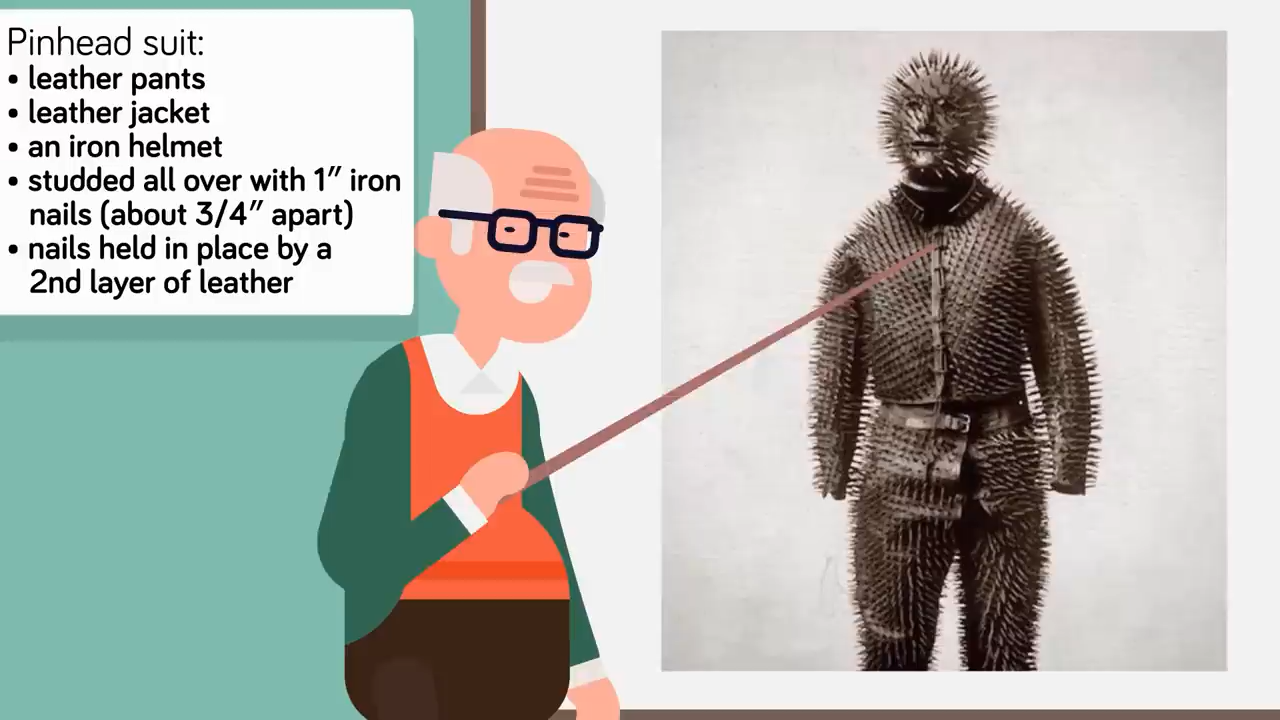 Pinhead suit:
• leather pants
• leather jacket
• an iron helmet
• studded all over with 1″ iron
nails (about 3/4″ apart)
• nails held in place by a
2nd layer of leather